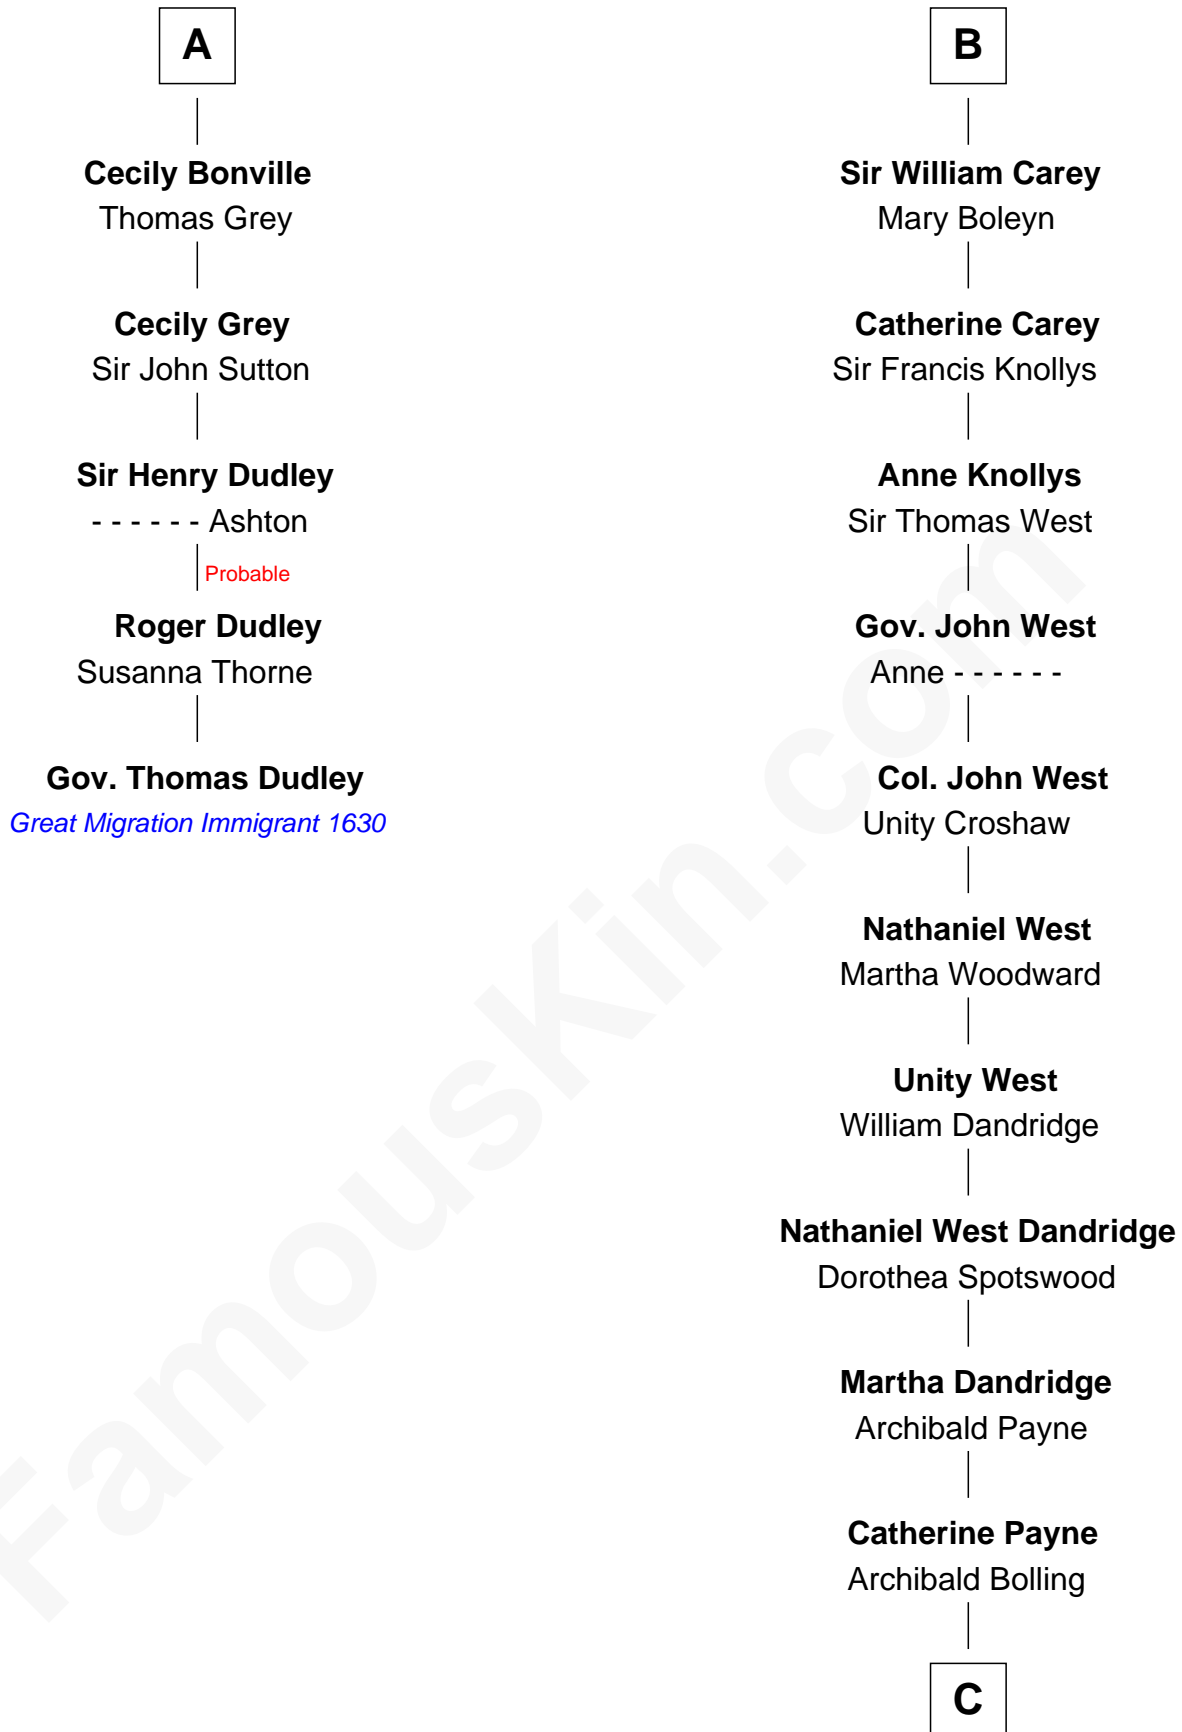 A
Cecily Bonville
Thomas Grey
Cecily Grey
Sir John Sutton
Sir Henry Dudley
- - - - - - Ashton
Probable
Roger Dudley
Susanna Thorne
Gov. Thomas Dudley
Great Migration Immigrant 1630
B
Sir William Carey
Mary Boleyn
Catherine Carey
Sir Francis Knollys
Anne Knollys
Sir Thomas West
Gov. John West
Anne - - - - - -
Col. John West
Unity Croshaw
Nathaniel West
Martha Woodward
Unity West
William Dandridge
Nathaniel West Dandridge
Dorothea Spotswood
Martha Dandridge
Archibald Payne
Catherine Payne
Archibald Bolling
C
FamousKin.com